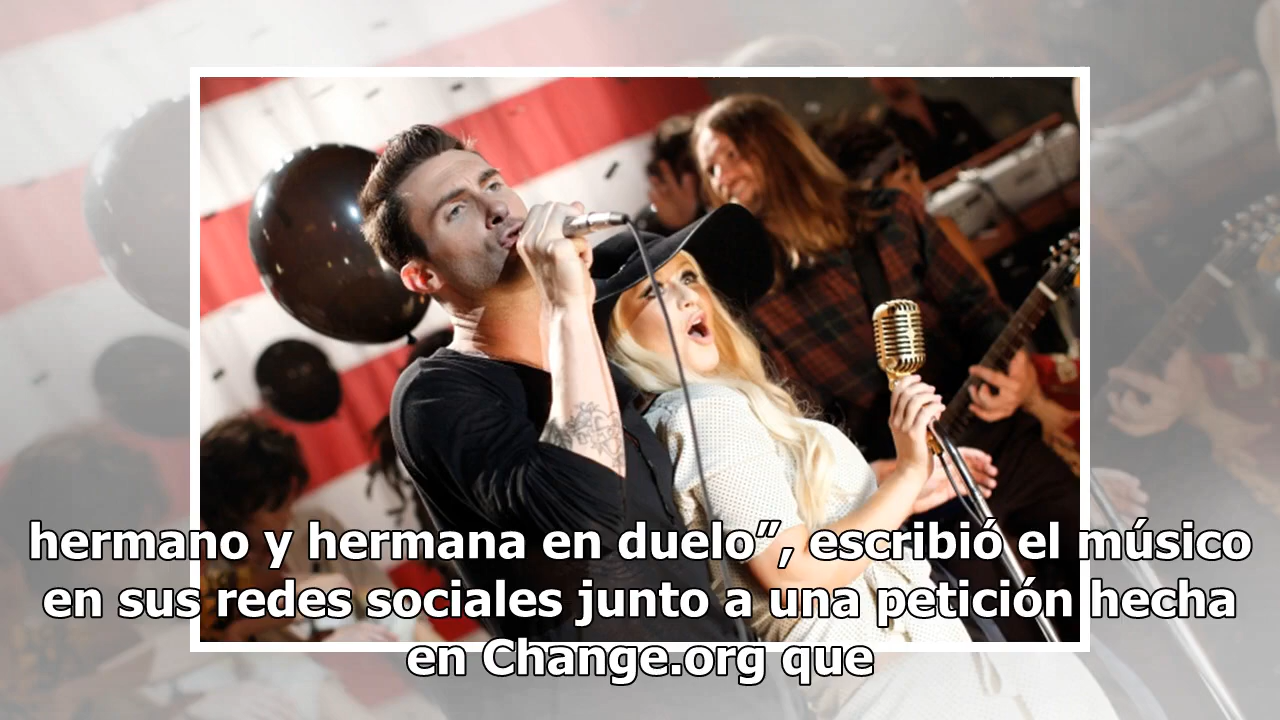 hermano y hermana en duelo”, escribió el músico
en sus redes sociales junto a una petición hecha
en Change.org que